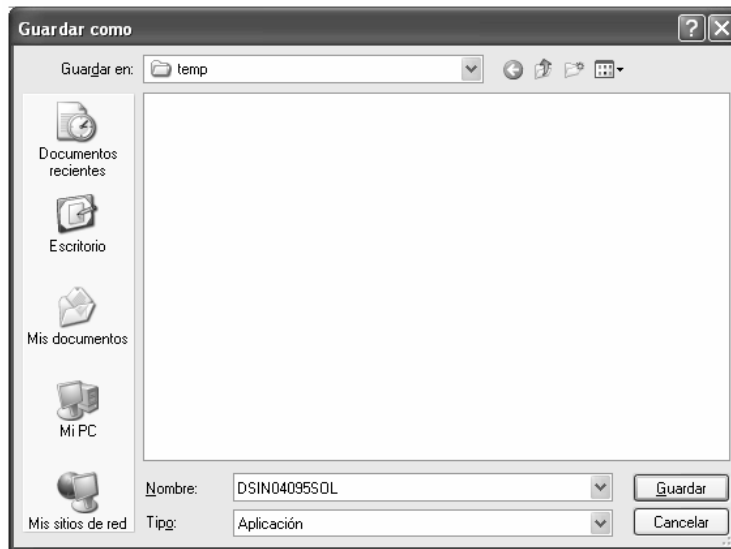 Guardar como
Guardar en:
temp
Documentos
recientes
Escritorio
Mis documentos
Mi PC
Mis sitios de red
Nombre:
DSIN04095SOL
Guardar
Tipo:
Aplicación
Cancelar